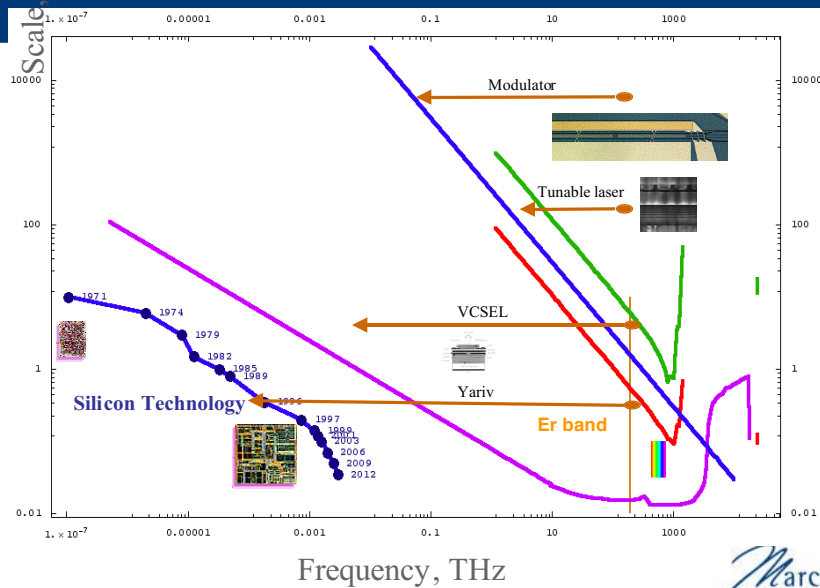 Scale,
1. × 10⁻⁷ 0.00001 0.001 0.1 10 1000
10000 10000
Modulator
Tunable laser
100 100
1971
1974
VCSEL
1979
1982
1 1985 1
1989
Yariv
Silicon Technology 1996
1997
Er band
1999
2001
2003
2006
2009
2012
0.01 0.01
1. × 10⁻⁷ 0.00001 0.001 0.1 10 1000
Frequency, THz
Marc